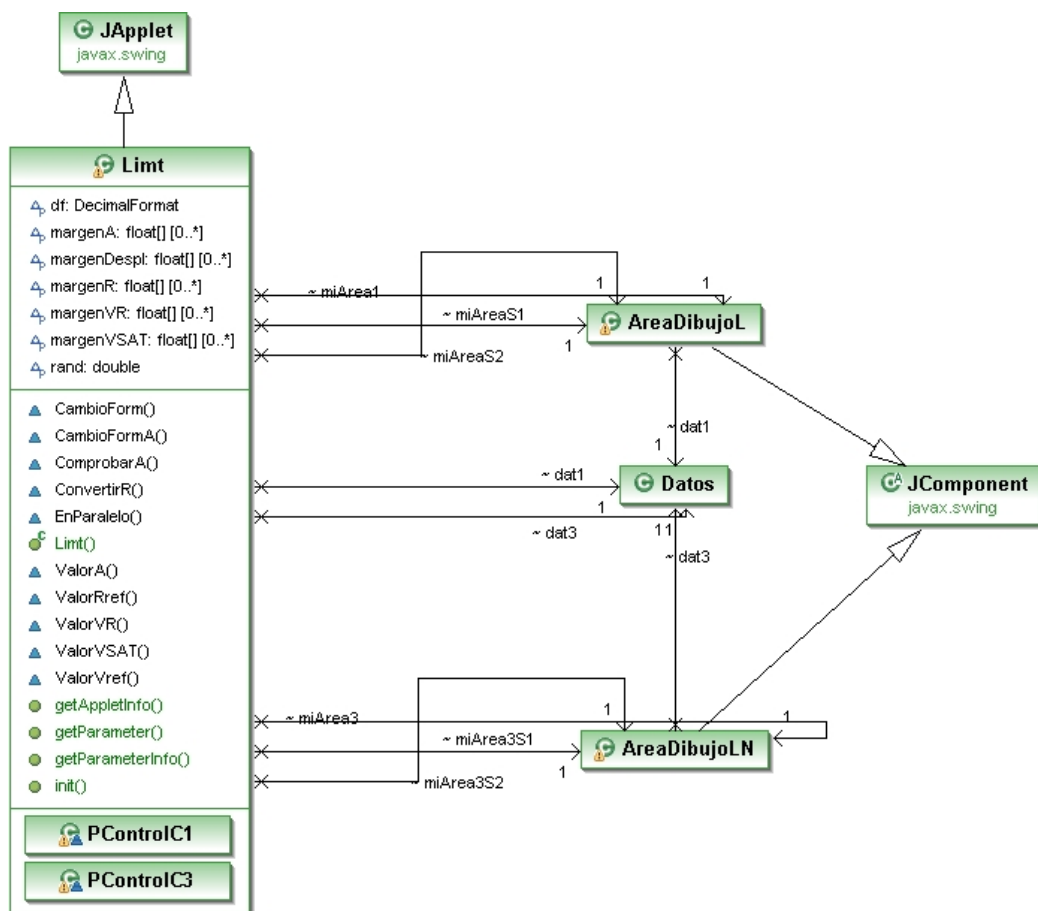 JApplet
javax.swing
Limt
df: DecimalFormat
margenA: float[] [0..*]
margenDespl: float[] [0..*]
margenR: float[] [0..*]
margenVR: float[] [0..*]
margenVSAT: float[] [0..*]
rand: double
CambioForm()
CambioFormA()
ComprobarA()
ConvertirR()
EnParalelo()
Limt()
ValorA()
ValorRref()
ValorVR()
ValorVSAT()
ValorVref()
getAppletInfo()
getParameter()
getParameterInfo()
init()
PControlC1
PControlC3
~ miArea1
1
1
~ miAreaS1
1
~ miAreaS2
AreaDibujoL
~ dat1
1
~ dat1
1
~ dat3
Datos
11
~ dat3
JComponent
javax.swing
~ miArea3
1
1
~ miArea3S1
1
~ miArea3S2
AreaDibujoLN